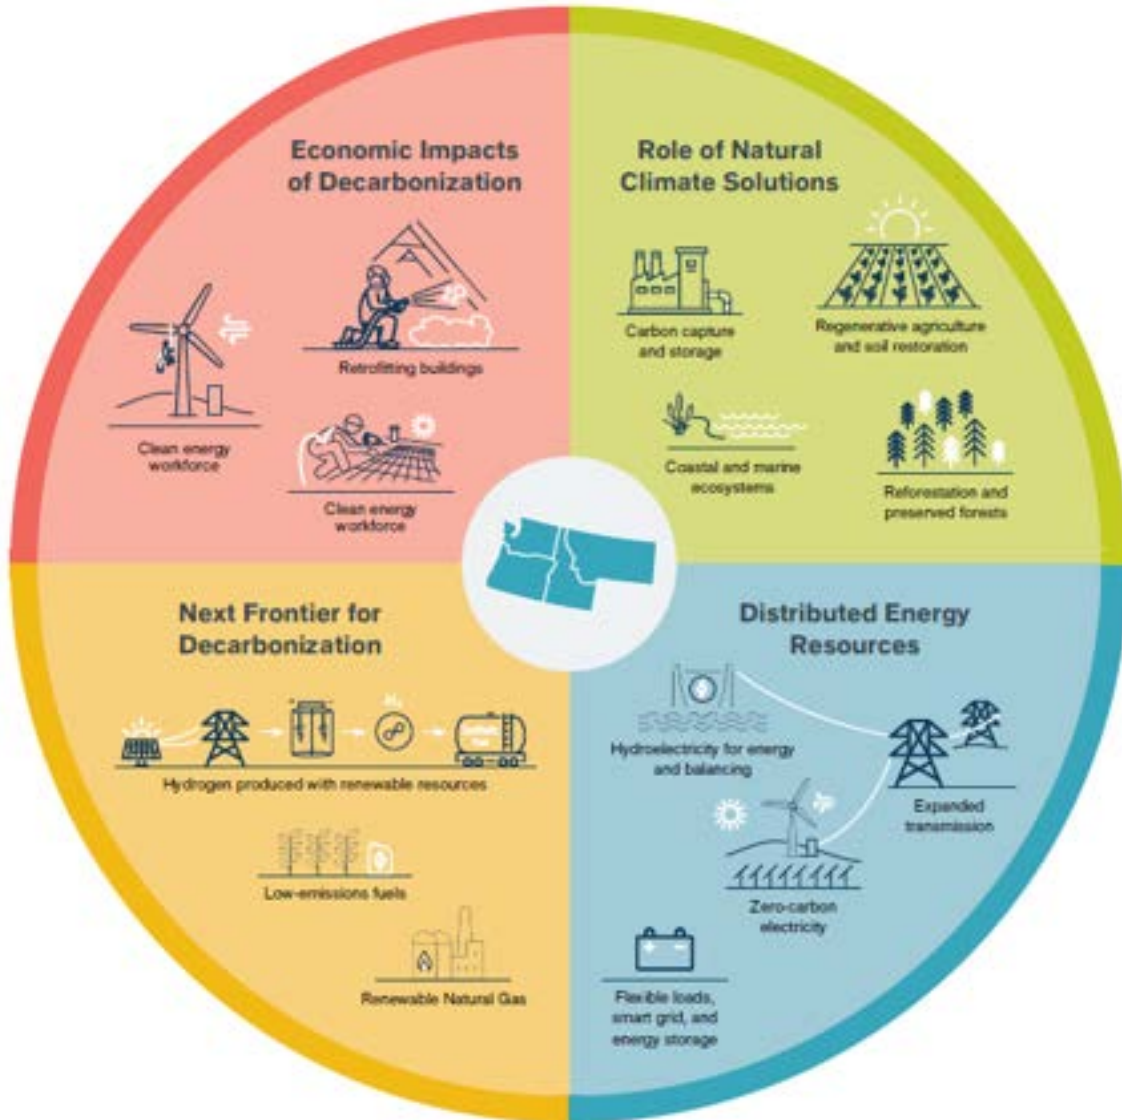 Economic Impacts
of Decarbonization
Retrofitting buildings
Clean energy
workforce
Clean energy
workforce
Role of Natural
Climate Solutions
Carbon capture
and storage
Regenerative agriculture
and soil restoration
Coastal and marine
ecosystems
Reforestation and
preserved forests
Next Frontier for
Decarbonization
Hydrogen produced with renewable resources
Low-emissions fuels
Renewable Natural Gas
Distributed Energy
Resources
Hydroelectricity for energy
and balancing
Expanded
transmission
Zero-carbon
electricity
Flexible loads,
smart grid, and
energy storage